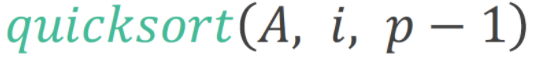 quicksort(A, i, p − 1)